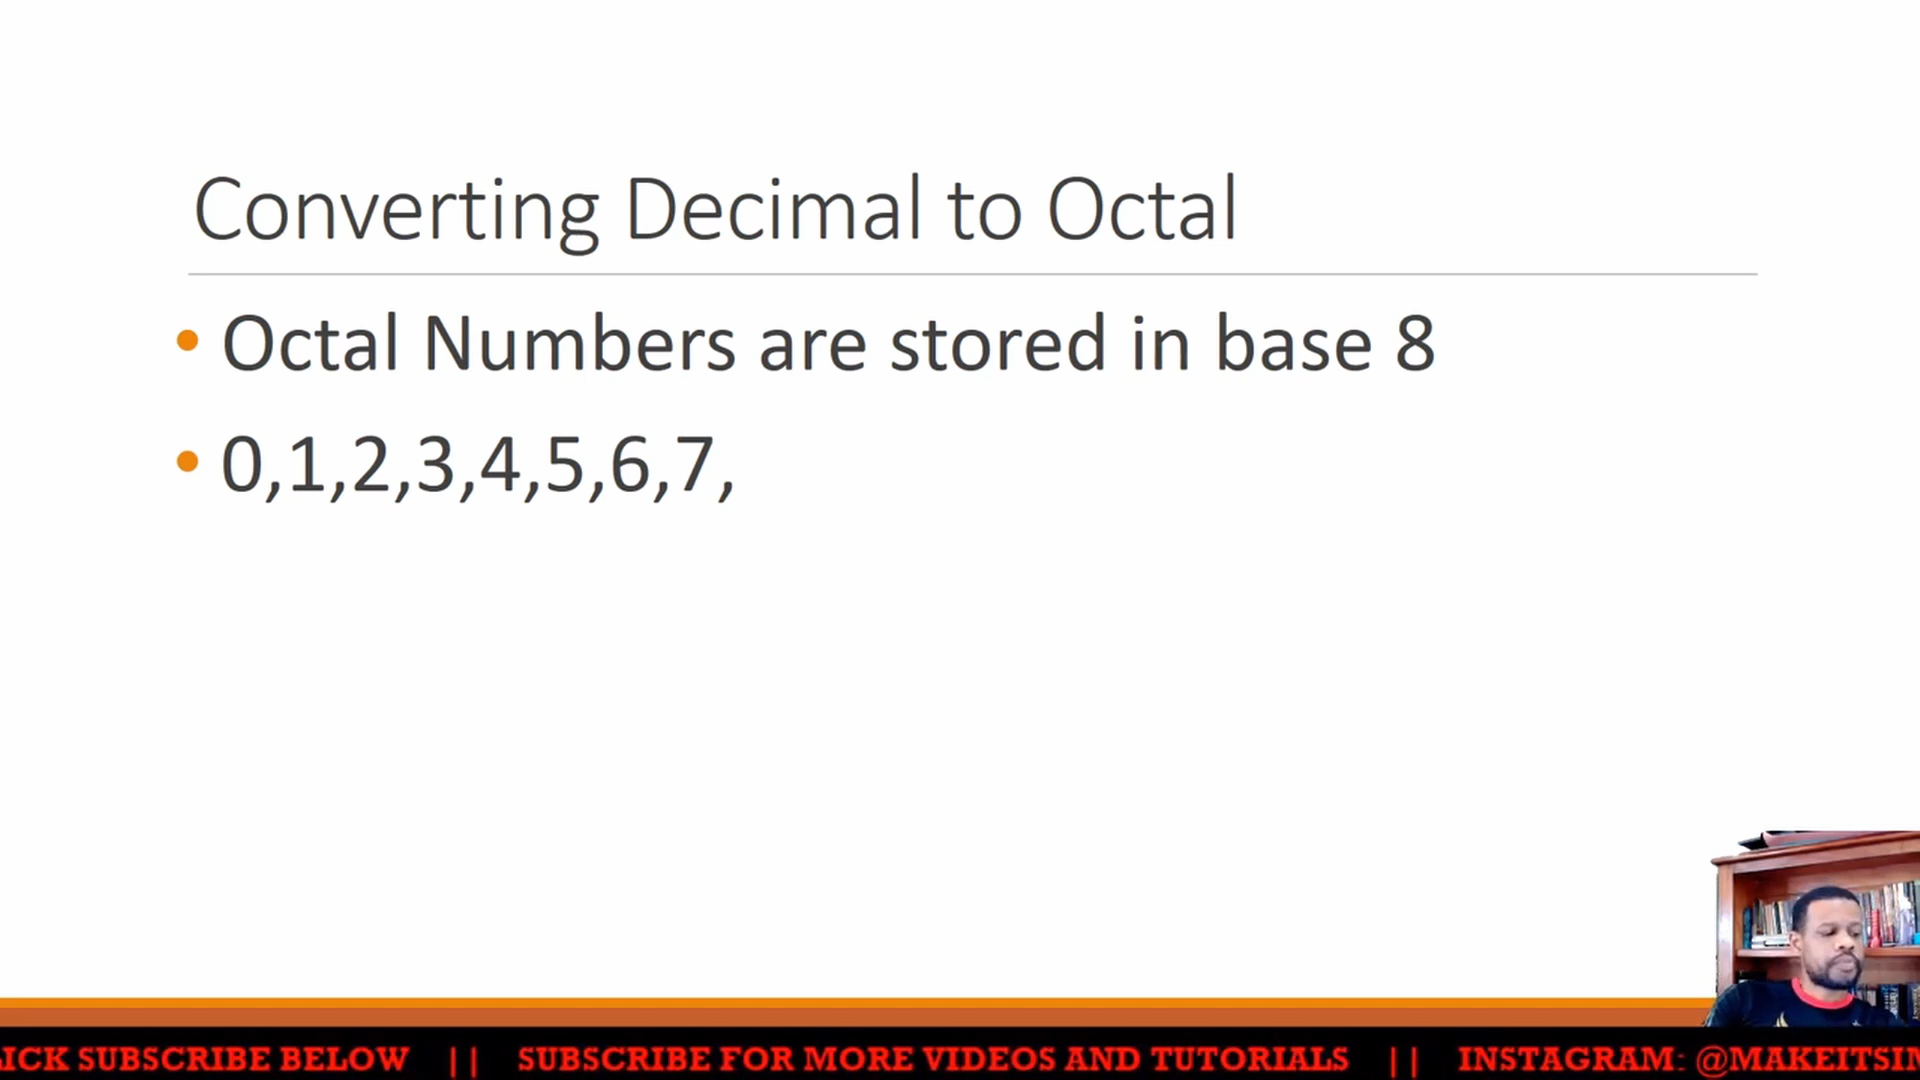 Converting Decimal to Octal
• Octal Numbers are stored in base 8
• 0,1,2,3,4,5,6,7,
SUBSCRIBE BELOW || SUBSCRIBE FOR MORE VIDEOS AND TUTORIALS || INSTAGRAM: